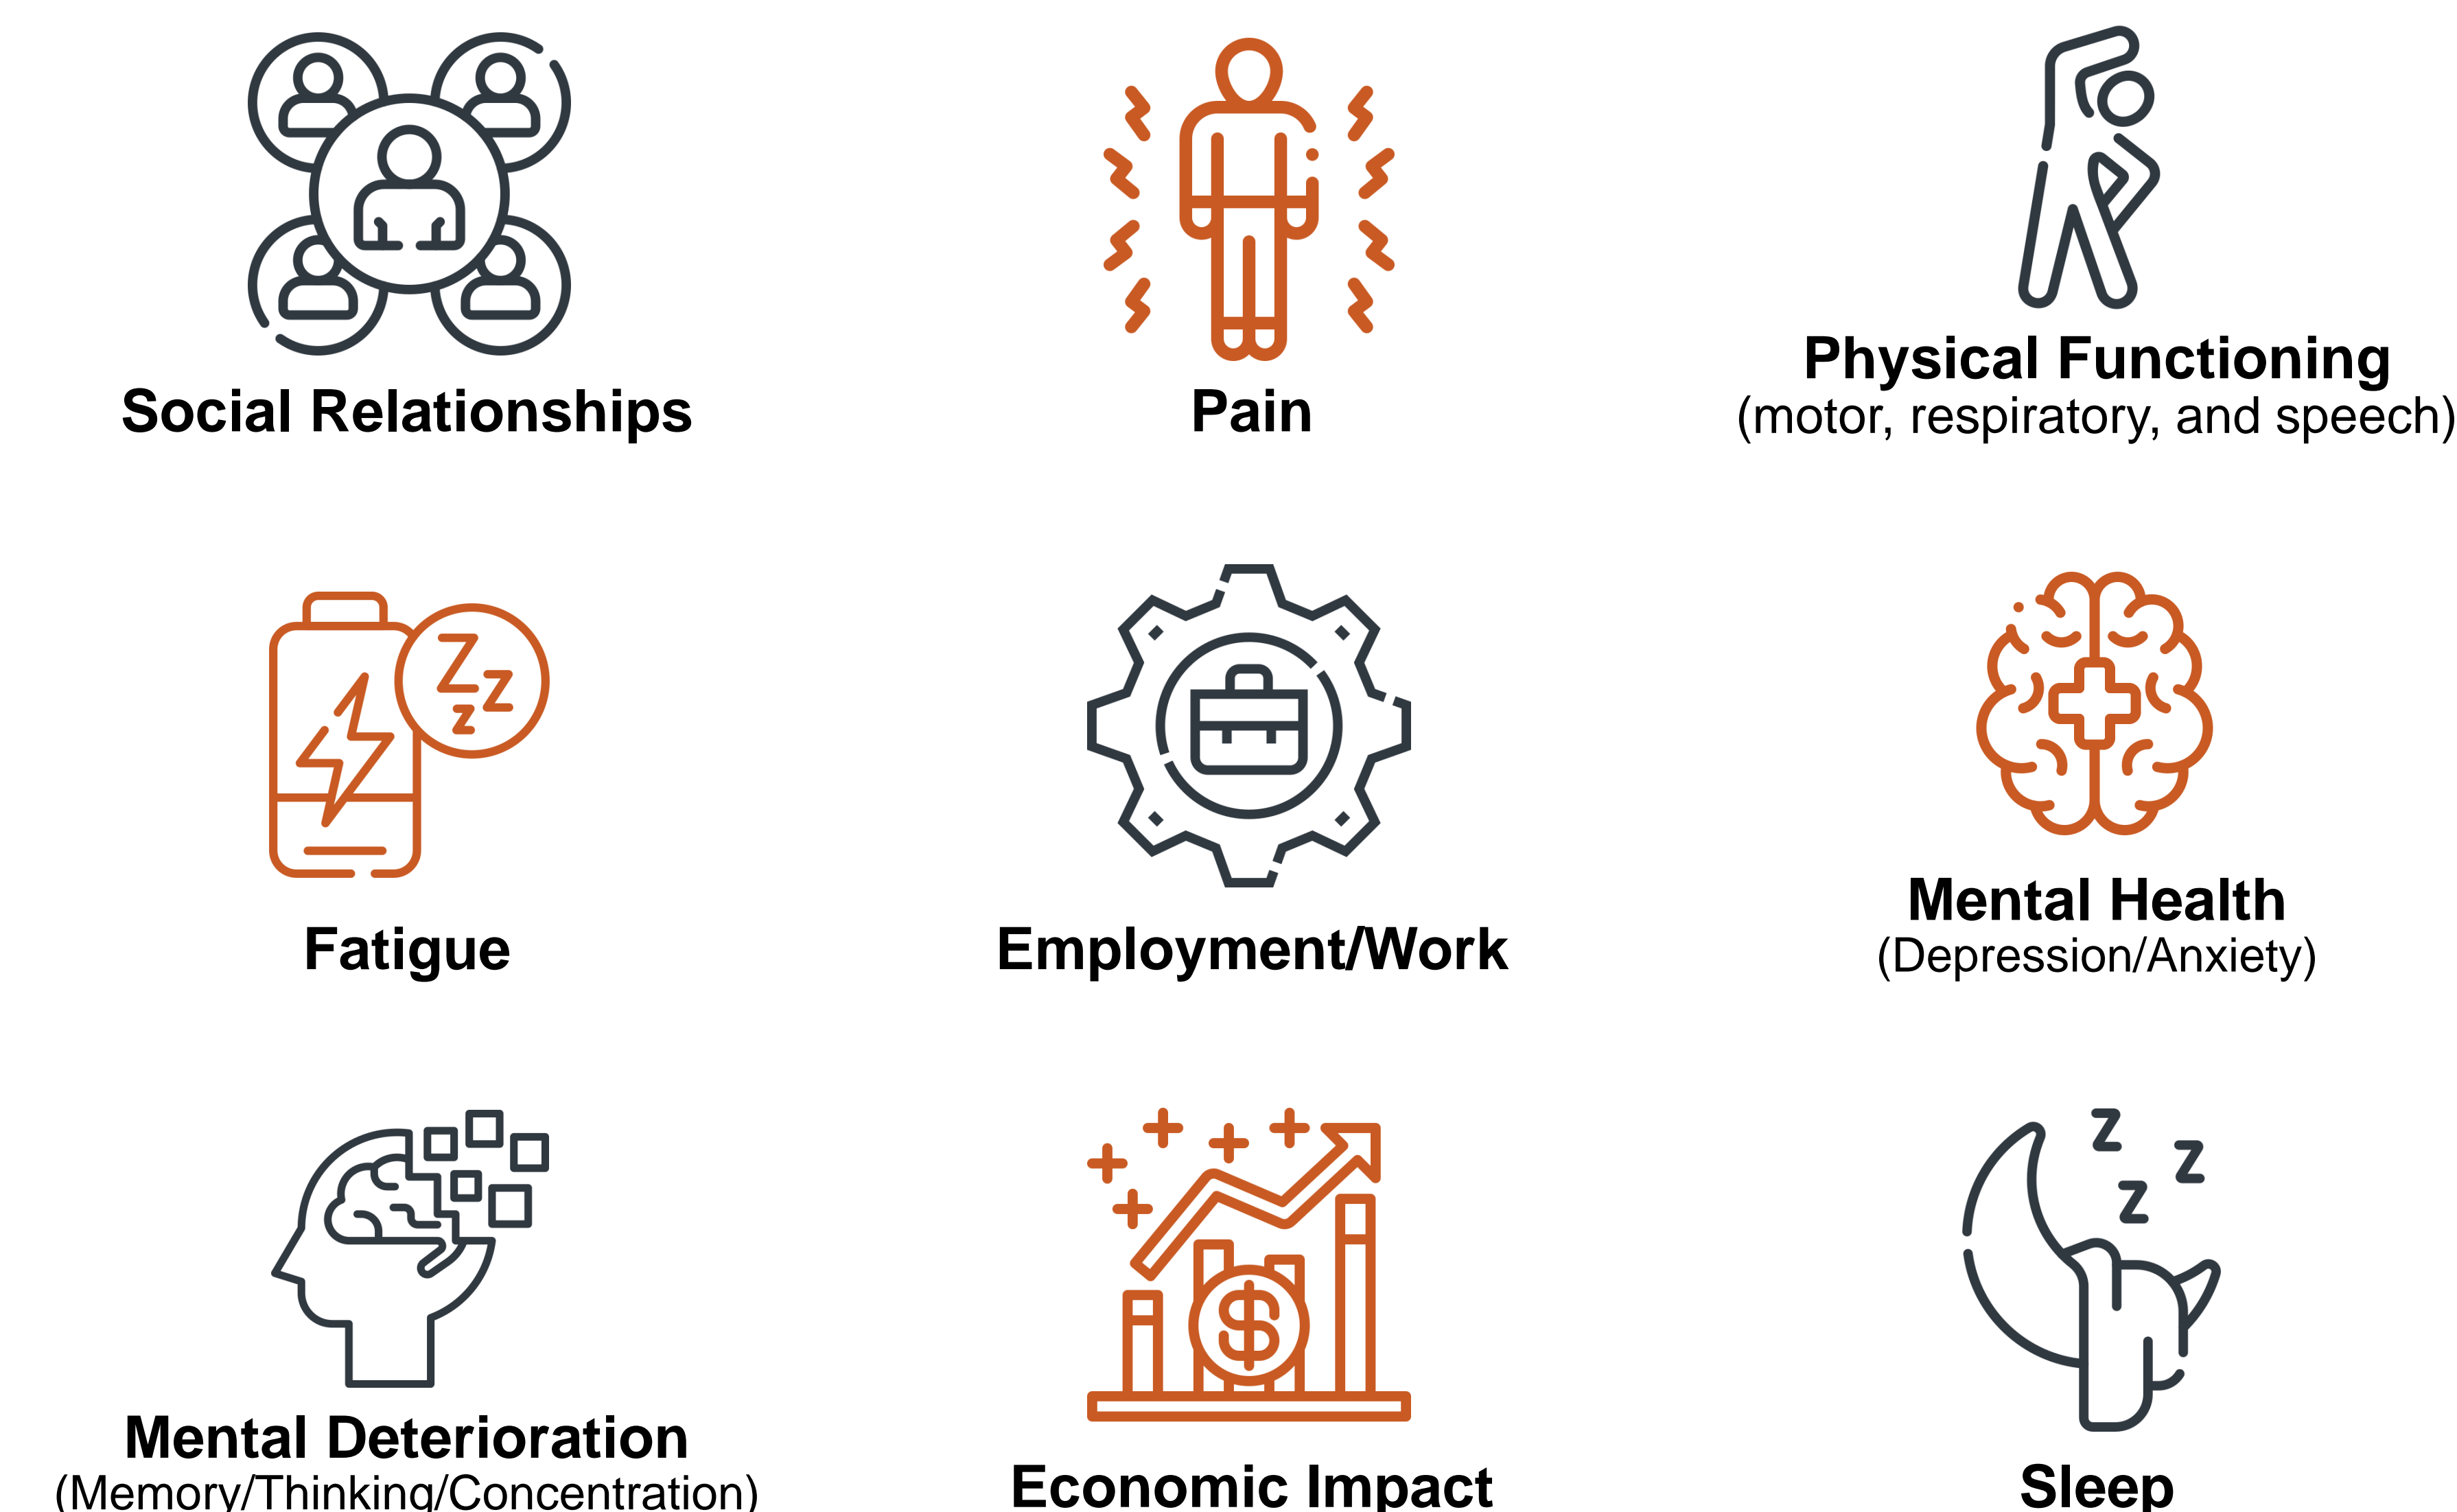 Social Relationships
Pain
Physical Functioning
(motor, respiratory, and speech)
Fatigue
Employment/Work
Mental Health
(Depression/Anxiety)
Mental Deterioration
(Memory/Thinking/Concentration)
Economic Impact
Sleep